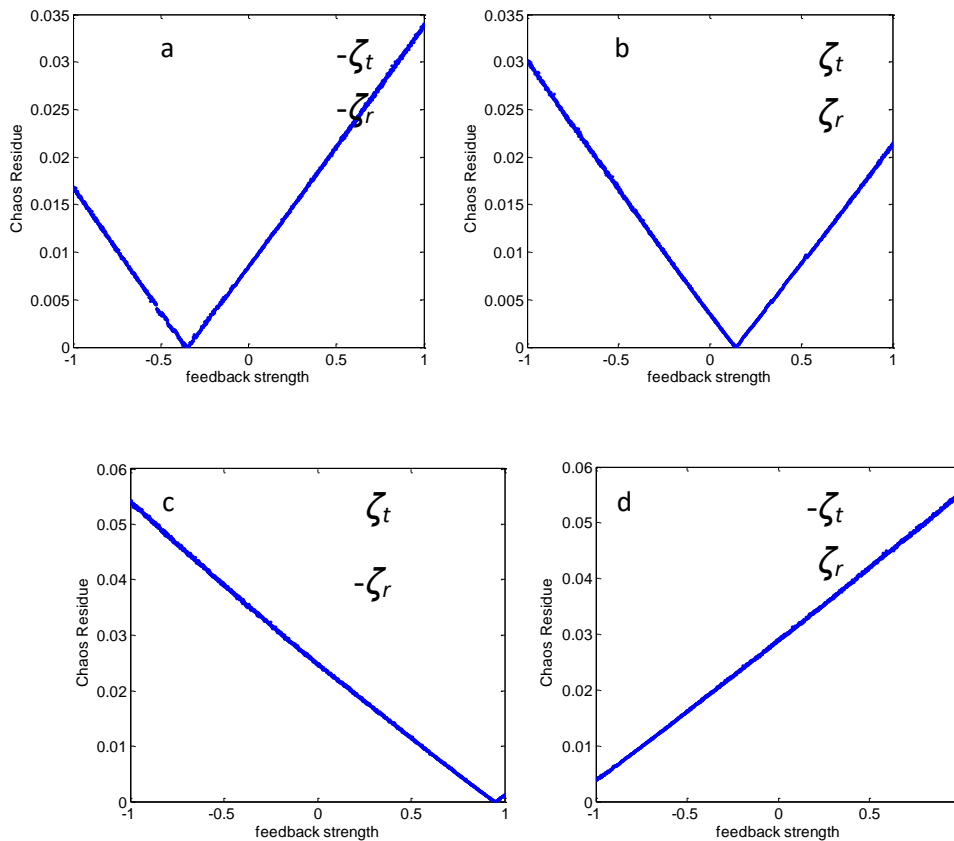 a
-ζt
-ζr
0.035
0.03
0.025
0.02
0.015
0.01
0.005
0
Chaos Residue
-1 -0.5 0 0.5 1
feedback strength
b
ζt
ζr
0.035
0.03
0.025
0.02
0.015
0.01
0.005
0
Chaos Residue
-1 -0.5 0 0.5 1
feedback strength
c
ζt
-ζr
0.06
0.05
0.04
0.03
0.02
0.01
0
Chaos Residue
-1 -0.5 0 0.5 1
feedback strength
d
-ζt
ζr
0.06
0.05
0.04
0.03
0.02
0.01
0
Chaos Residue
-1 -0.5 0 0.5
feedback strength